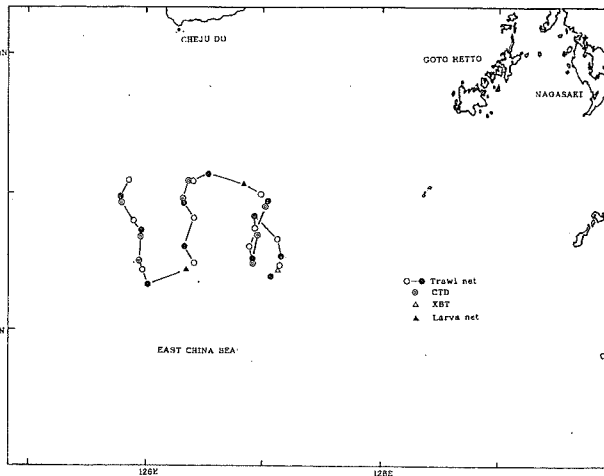 CHEJU DO
N
GOTO RETTO
NAGASAKI
Trawl net
CTD
XBT
Larva net
N
EAST CHINA SEA
126E
128E